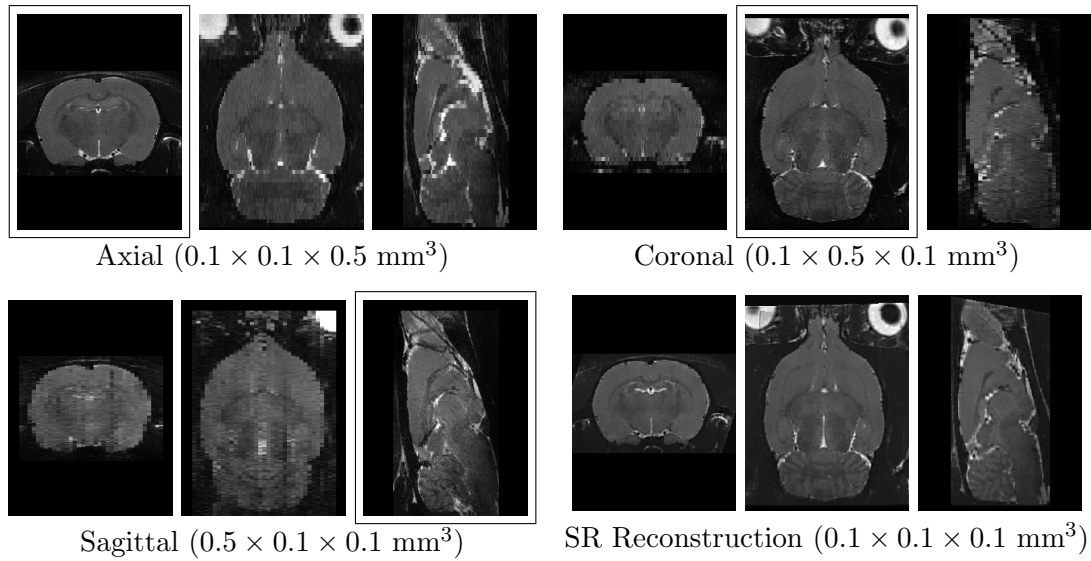 Axial (0.1 × 0.1 × 0.5 mm³)
Coronal (0.1 × 0.5 × 0.1 mm³)
Sagittal (0.5 × 0.1 × 0.1 mm³)
SR Reconstruction (0.1 × 0.1 × 0.1 mm³)